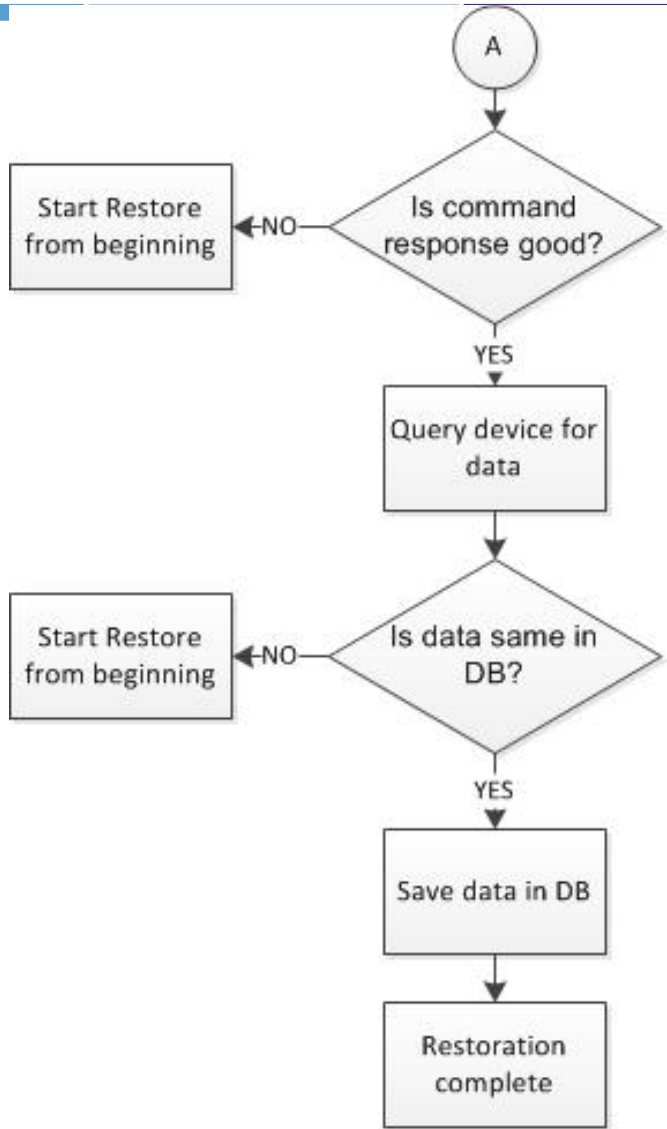 A
Is command
response good?
NO
Start Restore
from beginning
YES
Query device for
data
Is data same in
DB?
NO
Start Restore
from beginning
YES
Save data in DB
Restoration
complete